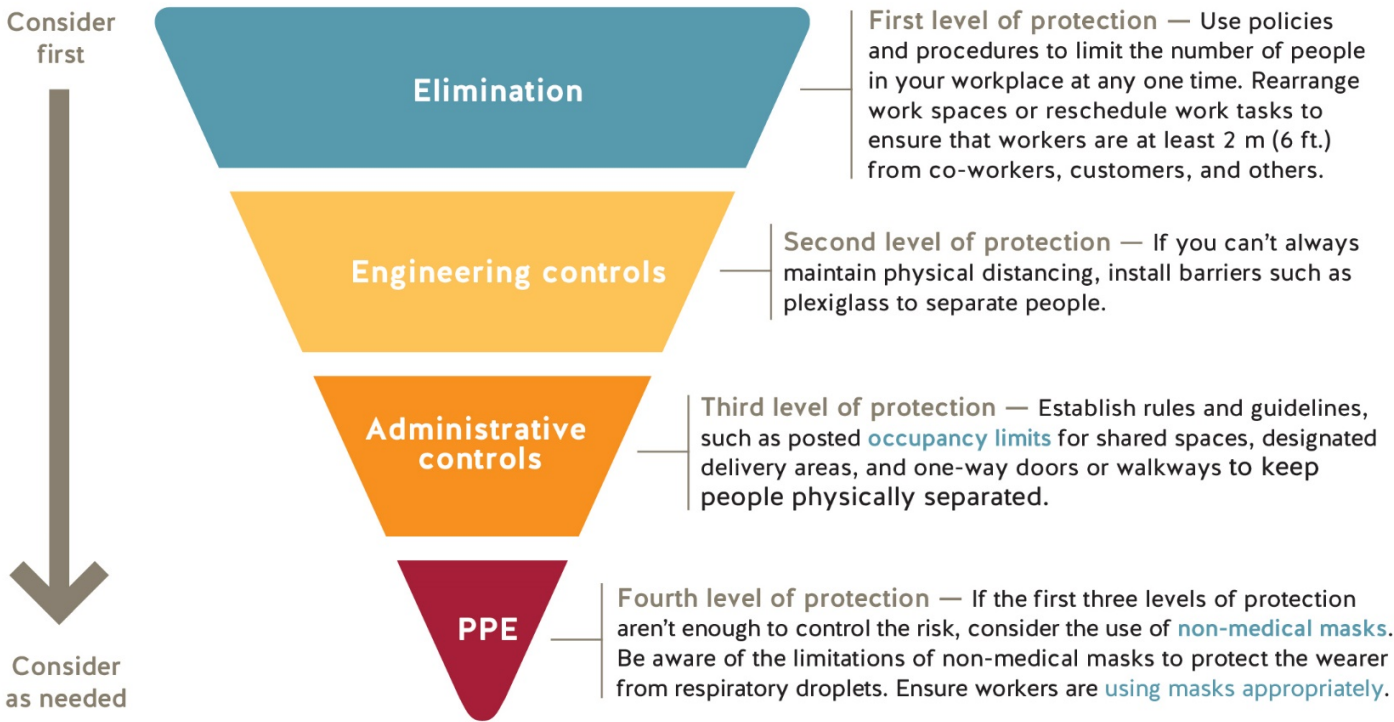 Consider
first
Elimination
First level of protection — Use policies
and procedures to limit the number of people
in your workplace at any one time. Rearrange
work spaces or reschedule work tasks to
ensure that workers are at least 2 m (6 ft.)
from co-workers, customers, and others.
Engineering controls
Second level of protection — If you can’t always
maintain physical distancing, install barriers such as
plexiglass to separate people.
Administrative
controls
Third level of protection — Establish rules and guidelines,
such as posted occupancy limits for shared spaces, designated
delivery areas, and one-way doors or walkways to keep
people physically separated.
PPE
Fourth level of protection — If the first three levels of protection
aren’t enough to control the risk, consider the use of non-medical masks.
Be aware of the limitations of non-medical masks to protect the wearer
from respiratory droplets. Ensure workers are using masks appropriately.
Consider
as needed